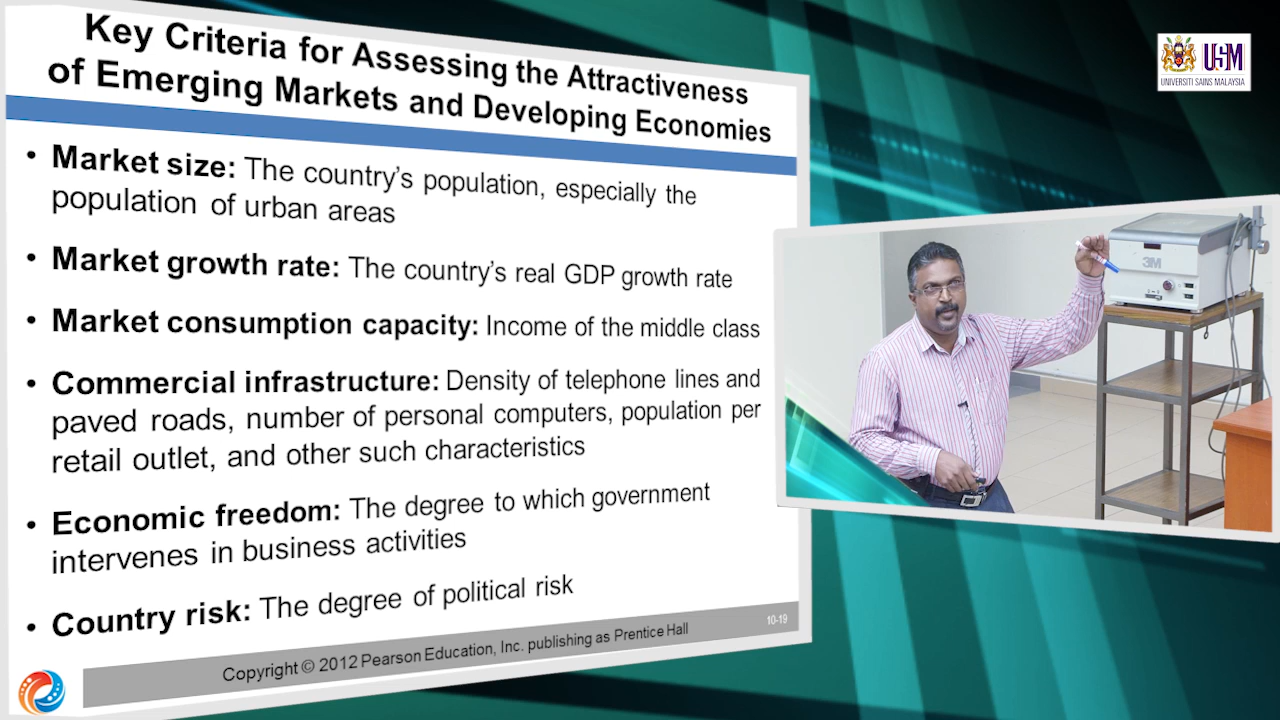 Key Criteria for Assessing the Attractiveness
of Emerging Markets and Developing Economies
• Market size: The country’s population, especially the
population of urban areas
• Market growth rate: The country’s real GDP growth rate
• Market consumption capacity: Income of the middle class
• Commercial infrastructure: Density of telephone lines and
paved roads, number of personal computers, population per
retail outlet, and other such characteristics
• Economic freedom: The degree to which government
intervenes in business activities
• Country risk: The degree of political risk
Copyright © 2012 Pearson Education, Inc. publishing as Prentice Hall
10-19
USM
UNIVERSITI SAINS MALAYSIA
3M